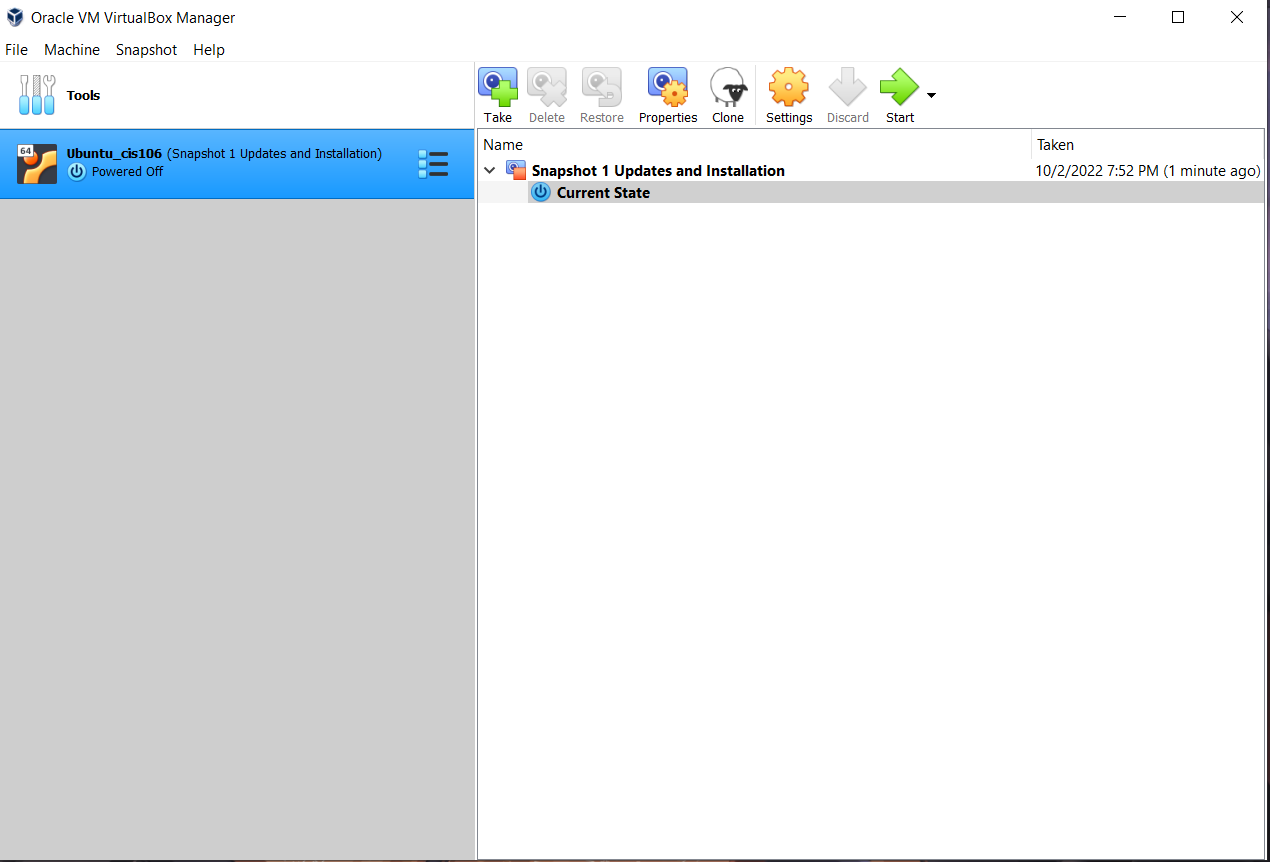 Oracle VM VirtualBox Manager
File Machine Snapshot Help
Tools
Take Delete Restore Properties Clone Settings Discard Start
64
Ubuntu_cis106 (Snapshot 1 Updates and Installation)
Powered Off
Name Taken
Snapshot 1 Updates and Installation 10/2/2022 7:52 PM (1 minute ago)
Current State